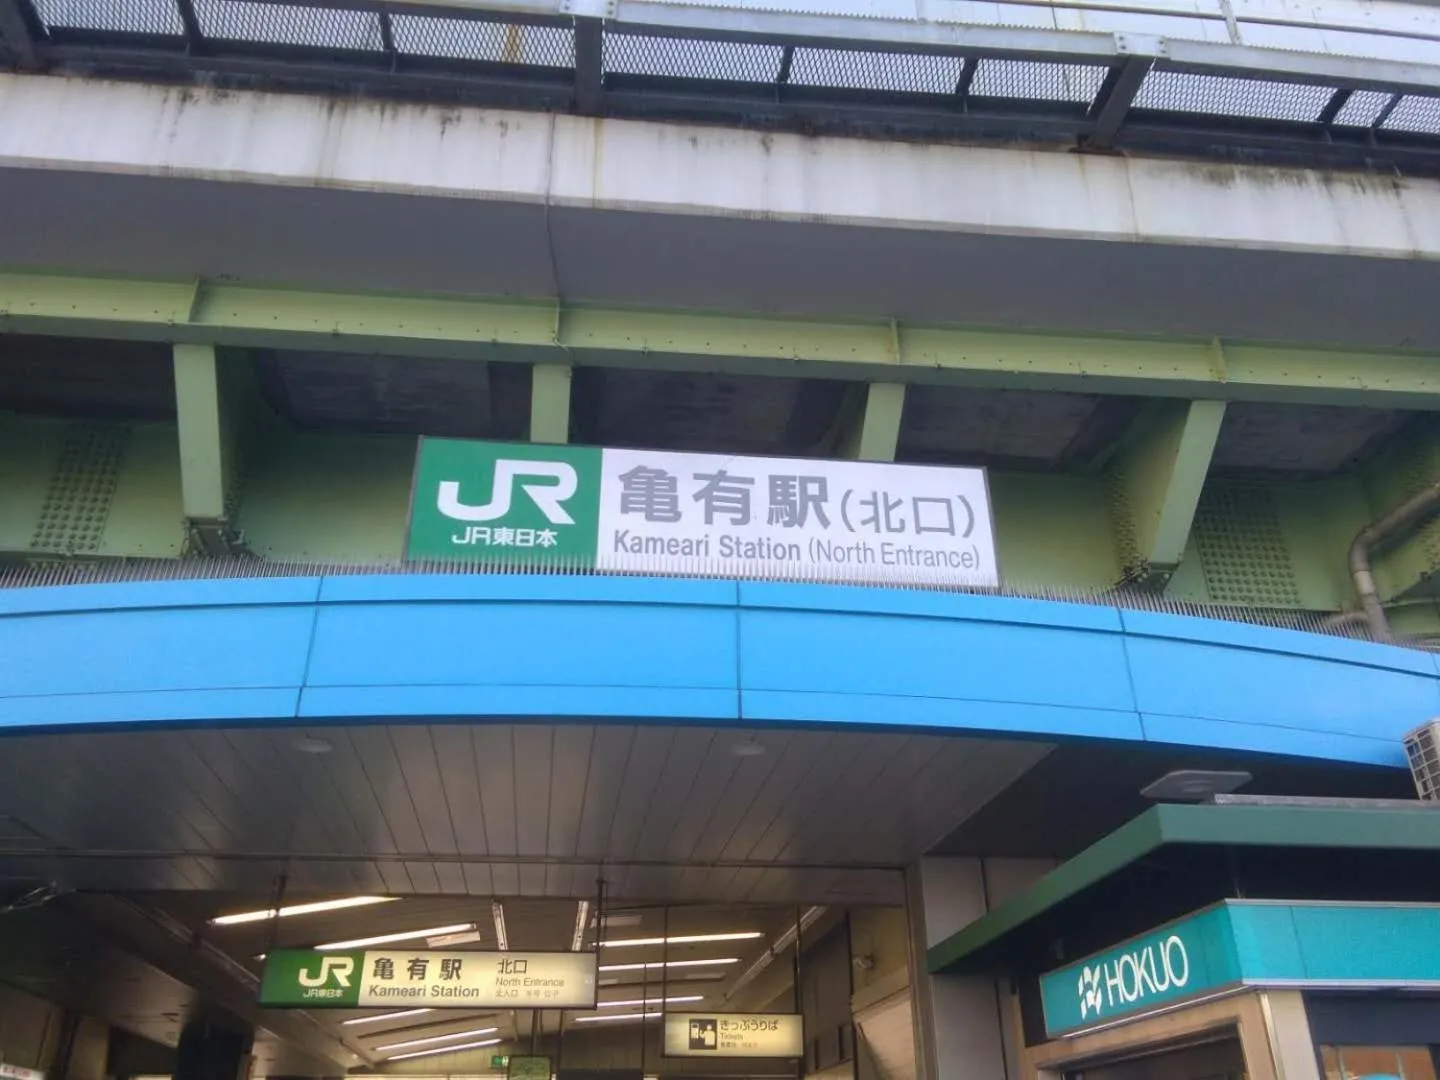 JR
JR東日本
亀有駅(北口)
Kameari Station (North Entrance)
JR
JR東日本
亀有駅
Kameari Station
北口
North Entrance
きっぷうりば
Tickets
HOKUO